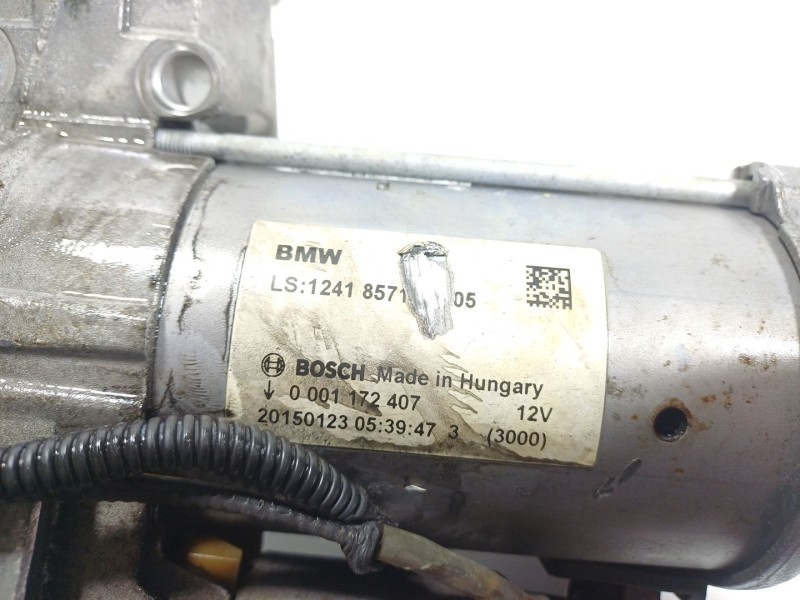 BMW
LS:1241 8571 05
BOSCH Made in Hungary
↓ 0 001 172 407 12V
20150123 05:39:47 3 (3000)